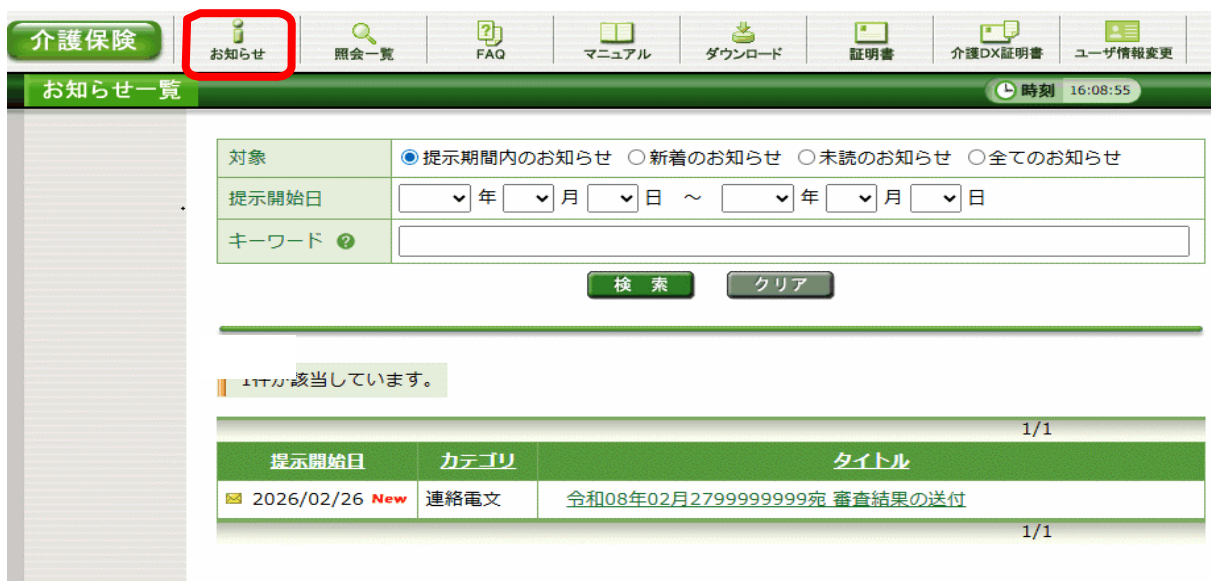 介護保険
お知らせ 照会一覧 FAQ マニュアル ダウンロード 証明書 介護DX証明書 ユーザ情報変更
お知らせ一覧 時刻 16:08:55
対象 提示期間内のお知らせ 新着のお知らせ 未読のお知らせ 全てのお知らせ
提示開始日 年 月 日 ～ 年 月 日
キーワード ?
検 索 クリア
1件が該当しています。
1/1
提示開始日 カテゴリ タイトル
2026/02/26 New 連絡電文 令和08年02月2799999999宛 審査結果の送付
1/1